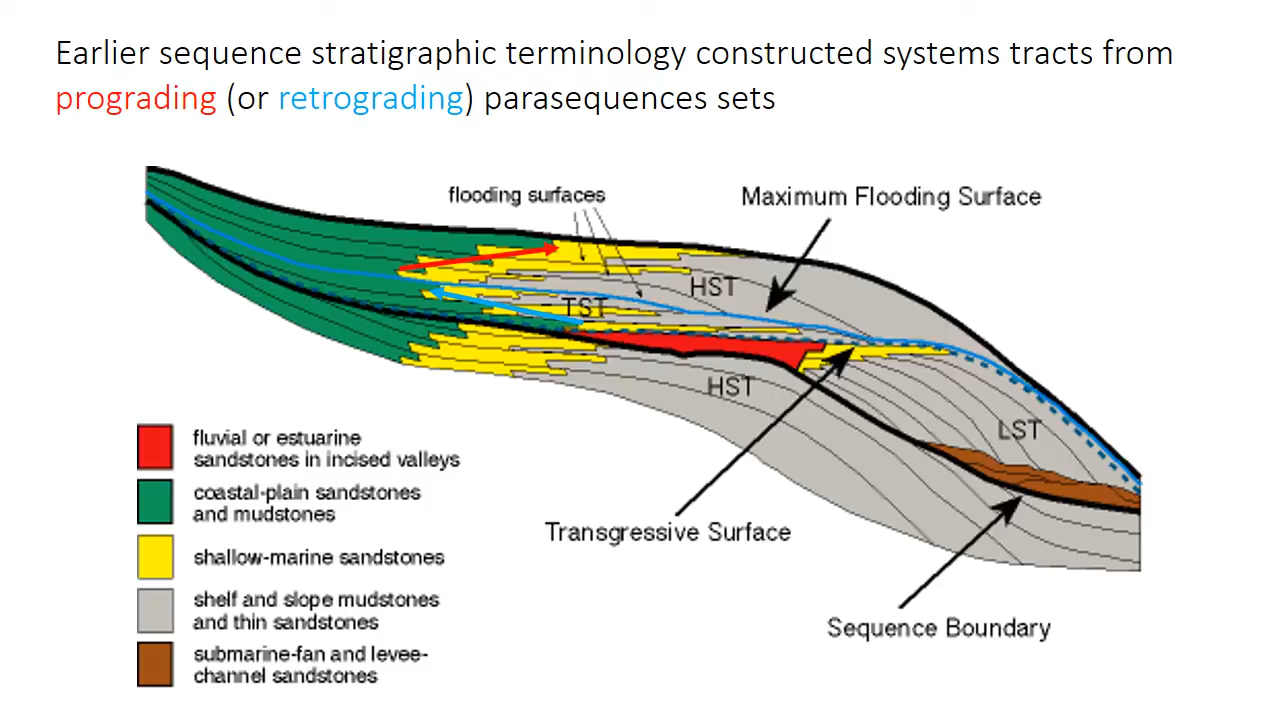 Earlier sequence stratigraphic terminology constructed systems tracts from
prograding (or retrograding) parasequences sets
flooding surfaces
Maximum Flooding Surface
HST
TST
HST
LST
Transgressive Surface
Sequence Boundary
fluvial or estuarine
sandstones in incised valleys
coastal-plain sandstones
and mudstones
shallow-marine sandstones
shelf and slope mudstones
and thin sandstones
submarine-fan and levee-
channel sandstones